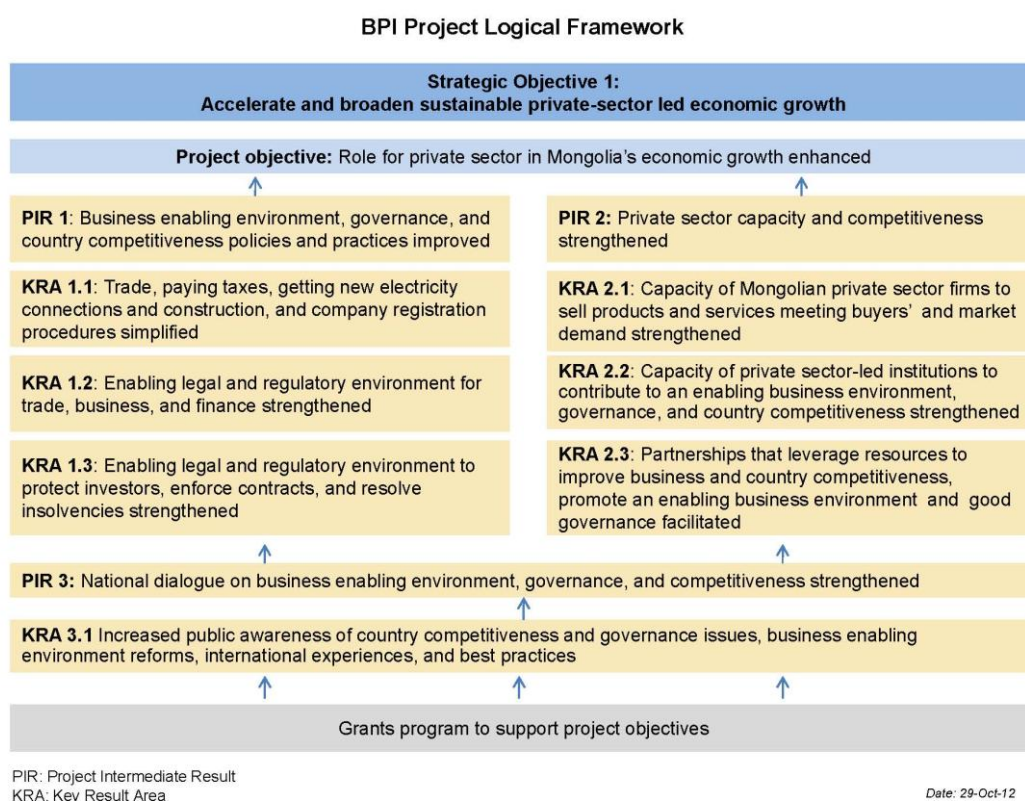 BPI Project Logical Framework
Strategic Objective 1:
Accelerate and broaden sustainable private-sector led economic growth
Project objective: Role for private sector in Mongolia's economic growth enhanced
PIR 1: Business enabling environment, governance, and
country competitiveness policies and practices improved
KRA 1.1: Trade, paying taxes, getting new electricity
connections and construction, and company registration
procedures simplified
KRA 1.2: Enabling legal and regulatory environment for
trade, business, and finance strengthened
KRA 1.3: Enabling legal and regulatory environment to
protect investors, enforce contracts, and resolve
insolvencies strengthened
PIR 2: Private sector capacity and competitiveness
strengthened
KRA 2.1: Capacity of Mongolian private sector firms to
sell products and services meeting buyers' and market
demand strengthened
KRA 2.2: Capacity of private sector-led institutions to
contribute to an enabling business environment,
governance, and country competitiveness strengthened
KRA 2.3: Partnerships that leverage resources to
improve business and country competitiveness,
promote an enabling business environment and good
governance facilitated
PIR 3: National dialogue on business enabling environment, governance, and competitiveness strengthened
KRA 3.1 Increased public awareness of country competitiveness and governance issues, business enabling
environment reforms, international experiences, and best practices
Grants program to support project objectives
PIR: Project Intermediate Result
KRA: Key Result Area
Date: 29-Oct-12